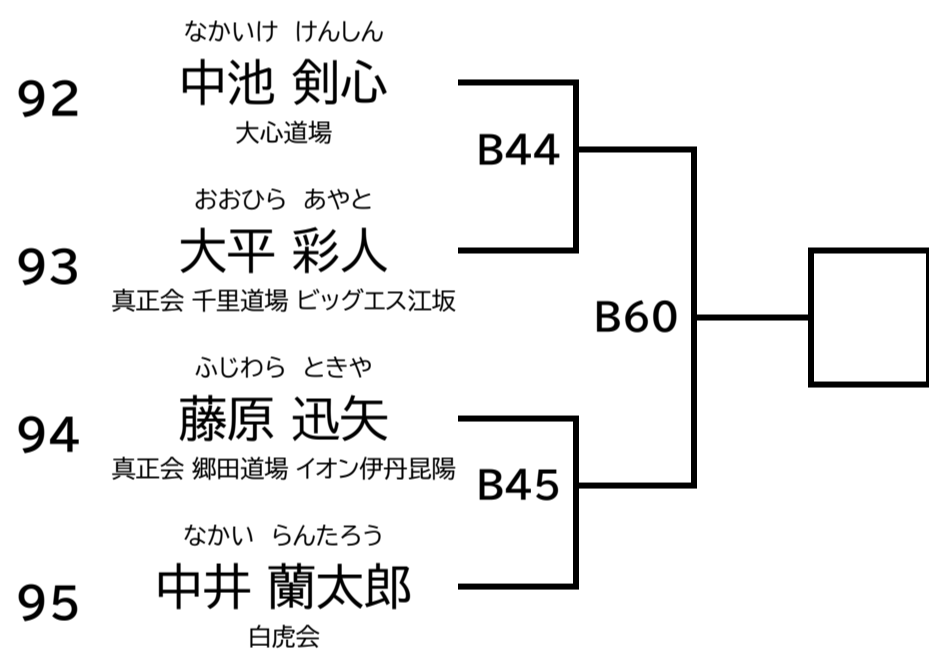 なかいけ けんしん
92 中池 剣心
大心道場
B44
おおひら あやと
93 大平 彩人
真正会 千里道場 ビッグエス江坂
B60
ふじわら ときや
94 藤原 迅矢
真正会 郷田道場 イオン伊丹昆陽
B45
なかい らんたろう
95 中井 蘭太郎
白虎会